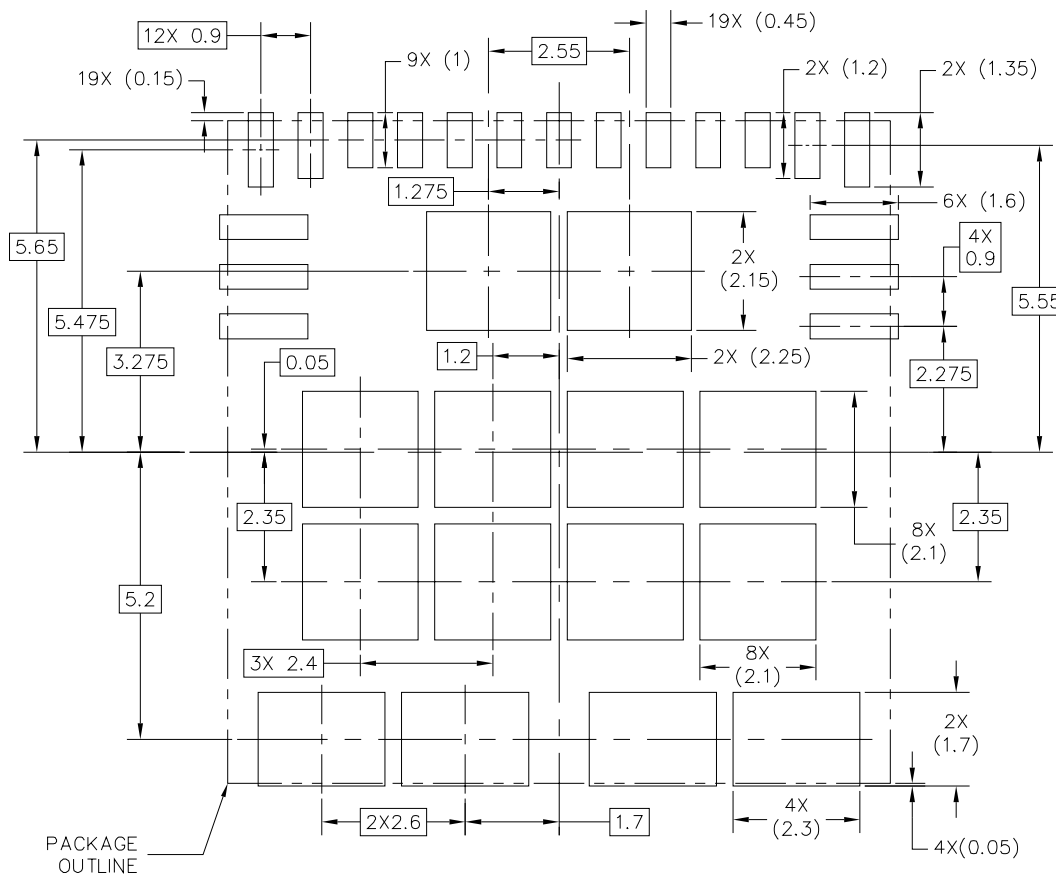 12X 0.9
19X (0.15)
9X (1)
2.55
19X (0.45)
2X (1.2)
2X (1.35)
1.275
6X (1.6)
5.65
5.475
3.275
0.05
2X
(2.15)
4X
0.9
5.55
1.2
2X (2.25)
2.275
2.35
8X
(2.1)
2.35
5.2
3X 2.4
8X
(2.1)
2X
(1.7)
2X2.6
1.7
4X
(2.3)
4X(0.05)
PACKAGE
OUTLINE